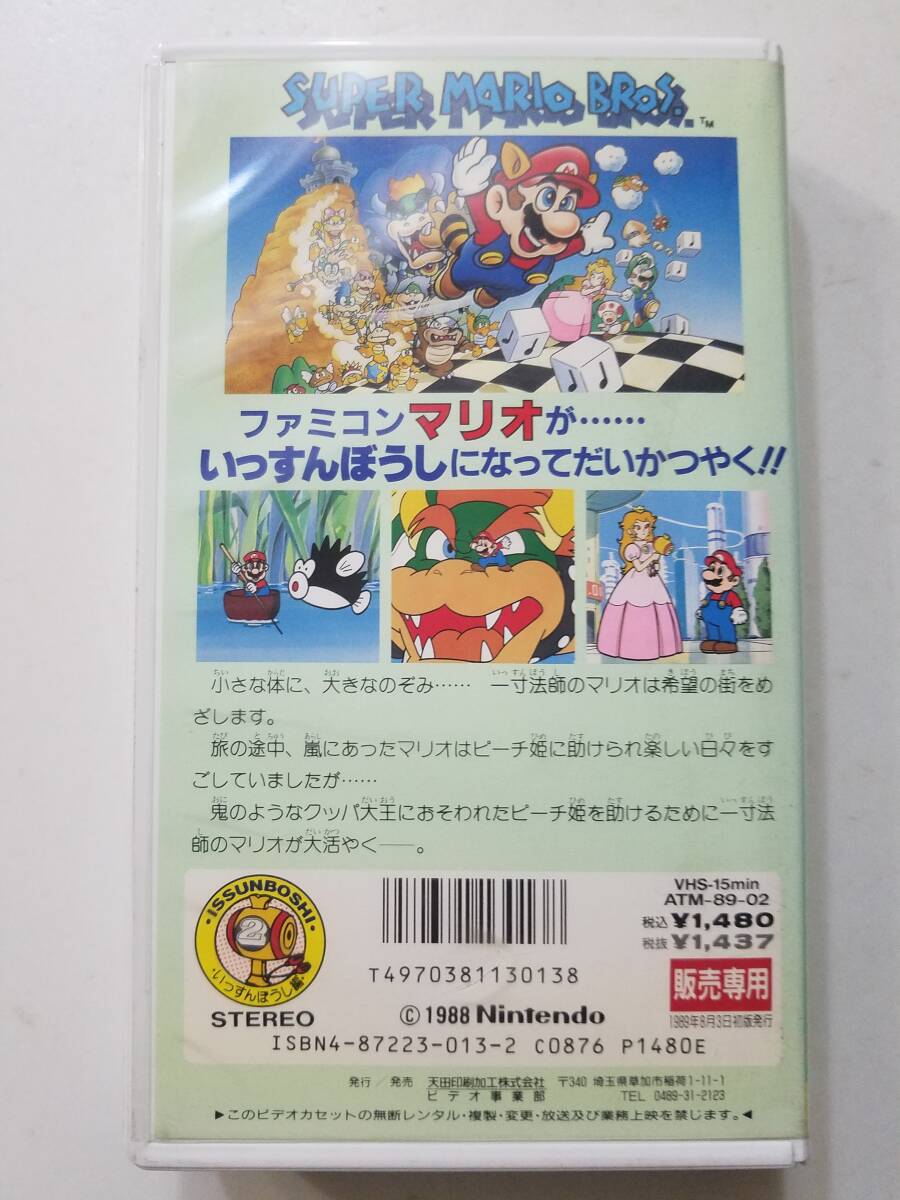 SUPER MARIO BROS.™
ファミコンマリオが……
いっすんぼうしになってだいかつやく!!
小さな体に、大きなのぞみ…… 一寸法師のマリオは希望の街をめ
ざします。
旅の途中、嵐にあったマリオはピーチ姫に助けられ楽しい日々をす
ごしていましたが……
鬼のようなクッパ大王におそわれたピーチ姫を助けるために一寸法
師のマリオが大活やく──。
・ISSUNBOSHI・
2
・いっすんぼうし編・
STEREO
T4970381130138
©1988 Nintendo
ISBN4-87223-013-2 C0876 P1480E
VHS-15min
ATM-89-02
税込 ¥1,480
税抜 ¥1,437
販売専用
1989年8月3日初版発行
発行/発売 天田印刷加工株式会社 〒340 埼玉県草加市稲荷1-11-1
ビデオ事業部 TEL 0489-31-2123
▶このビデオカセットの無断レンタル・複製・変更・放送及び業務上映を禁じます。◀